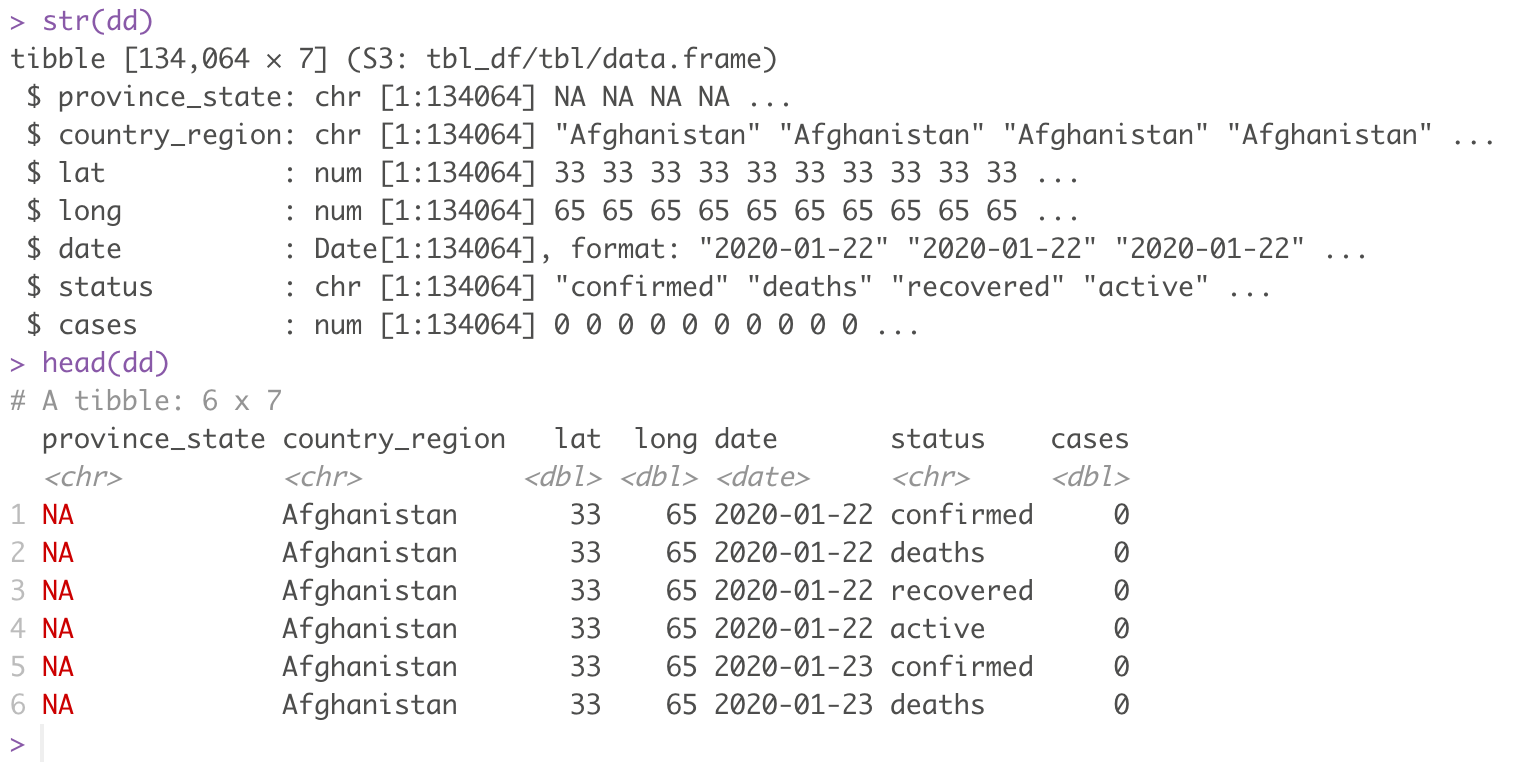 > str(dd)
tibble [134,064 × 7] (S3: tbl_df/tbl/data.frame)
 $ province_state: chr [1:134064] NA NA NA NA ...
 $ country_region: chr [1:134064] "Afghanistan" "Afghanistan" "Afghanistan" "Afghanistan" ...
 $ lat           : num [1:134064] 33 33 33 33 33 33 33 33 33 33 ...
 $ long          : num [1:134064] 65 65 65 65 65 65 65 65 65 65 ...
 $ date          : Date[1:134064], format: "2020-01-22" "2020-01-22" "2020-01-22" ...
 $ status        : chr [1:134064] "confirmed" "deaths" "recovered" "active" ...
 $ cases         : num [1:134064] 0 0 0 0 0 0 0 0 0 0 ...
> head(dd)
# A tibble: 6 x 7
  province_state country_region   lat  long date       status    cases
  <chr>          <chr>          <dbl> <dbl> <date>     <chr>     <dbl>
1 NA             Afghanistan       33    65 2020-01-22 confirmed     0
2 NA             Afghanistan       33    65 2020-01-22 deaths        0
3 NA             Afghanistan       33    65 2020-01-22 recovered     0
4 NA             Afghanistan       33    65 2020-01-22 active        0
5 NA             Afghanistan       33    65 2020-01-23 confirmed     0
6 NA             Afghanistan       33    65 2020-01-23 deaths        0
>